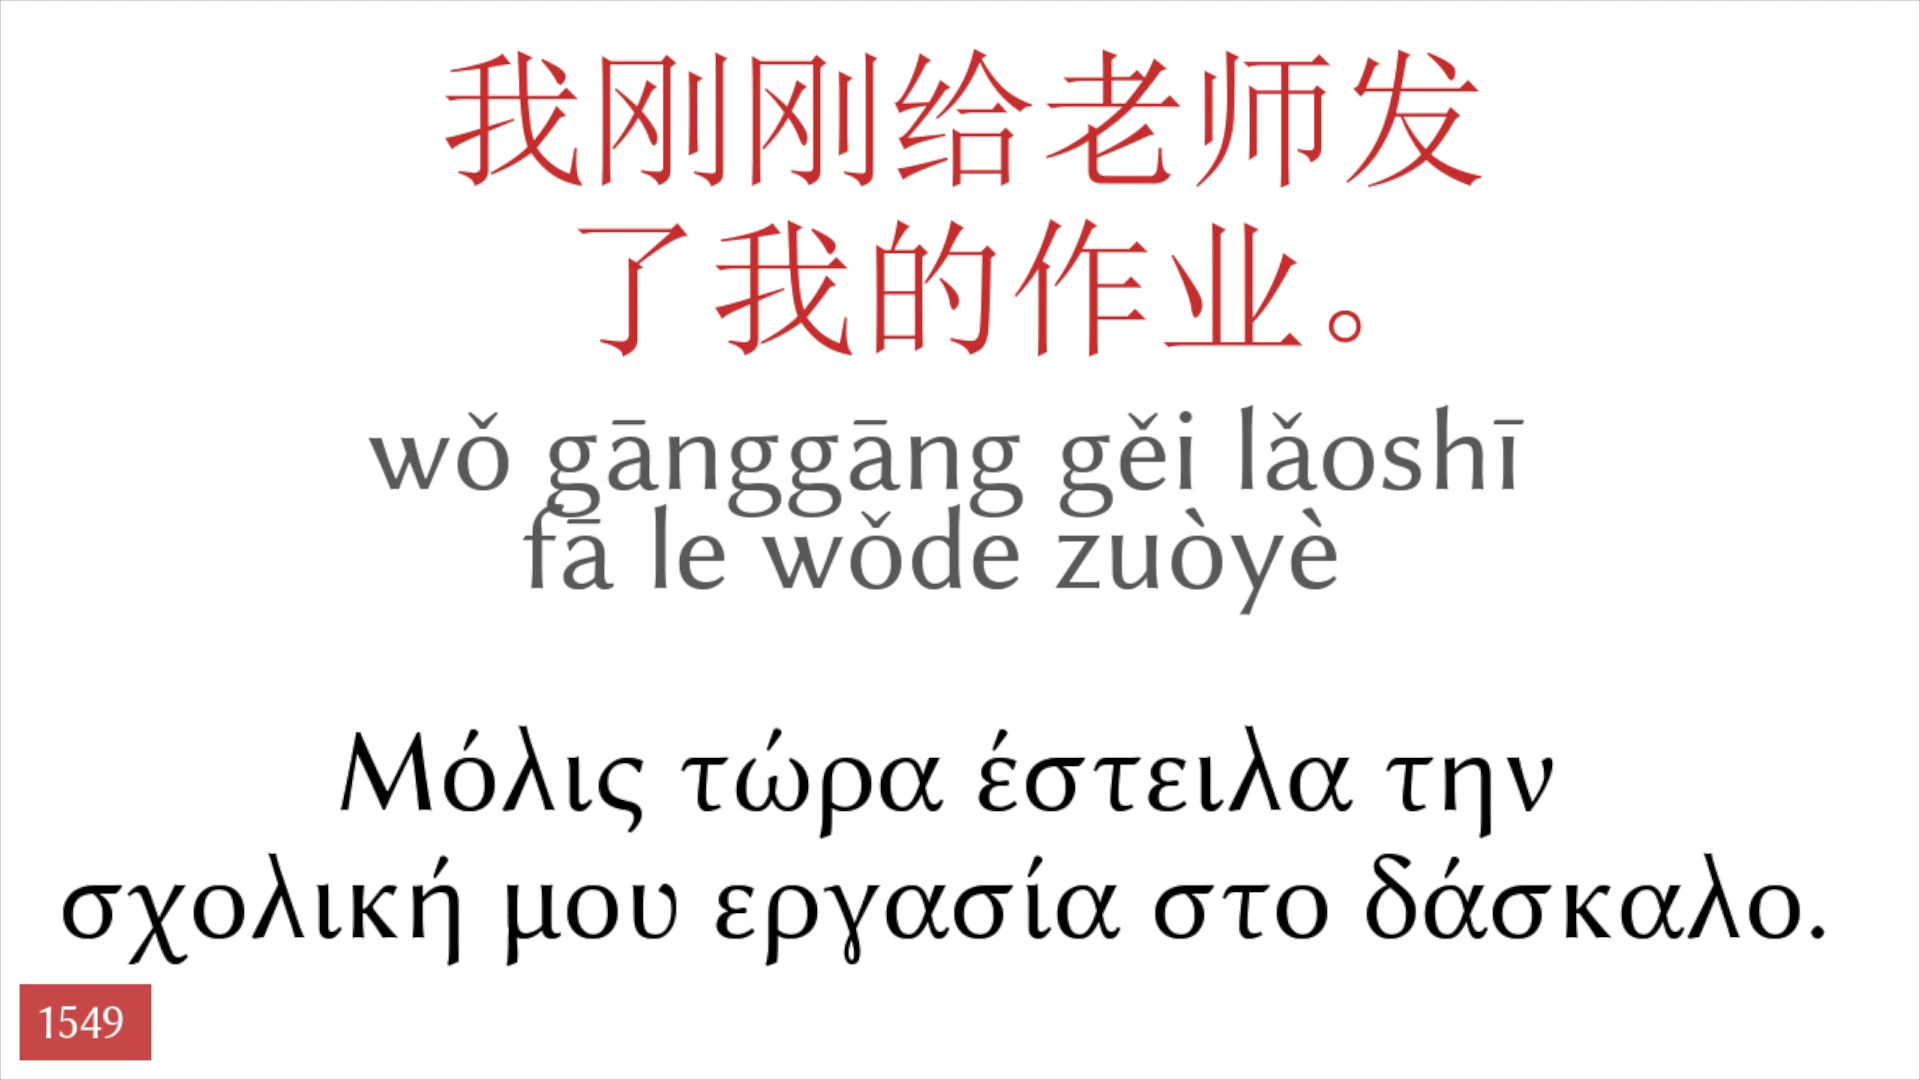 我刚刚给老师发
了我的作业。
wǒ gānggāng gěi lǎoshī
fā le wǒde zuòyè
Μόλις τώρα έστειλα την
σχολική μου εργασία στο δάσκαλο.
1549